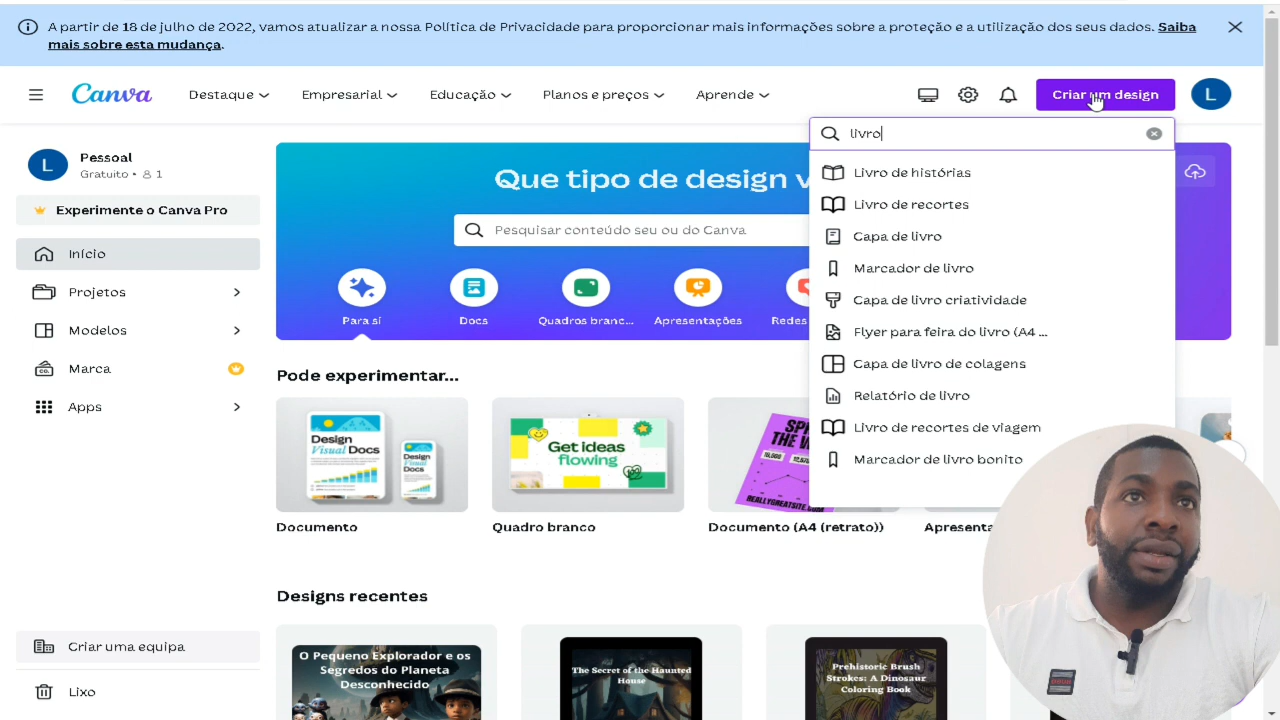 A partir de 18 de julho de 2022, vamos atualizar a nossa Política de Privacidade para proporcionar mais informações sobre a proteção e a utilização dos seus dados. Saiba
mais sobre esta mudança.
Canva
Destaque
Empresarial
Educação
Planos e preços
Aprende
Criar um design
L
livro
Livro de histórias
Livro de recortes
Capa de livro
Marcador de livro
Capa de livro criatividade
Flyer para feira do livro (A4 ...
Capa de livro de colagens
Relatório de livro
Livro de recortes de viagem
Marcador de livro bonito
L
Pessoal
Gratuito • 1
Experimente o Canva Pro
Início
Projetos
Modelos
Marca
Apps
Criar uma equipa
Lixo
Que tipo de design v
Pesquisar conteúdo seu ou do Canva
Para si
Docs
Quadros branc...
Apresentações
Redes
Pode experimentar...
Design
Visual Docs
Design
Visual Docs
Get ideas
flowing
REALLYGREATSITE.COM
Documento
Quadro branco
Documento (A4 (retrato))
Apresenta
Designs recentes
O Pequeno Explorador e os
Segredos do Planeta
Desconhecido
The Secret of the Haunted
House
Prehistoric Brush
Strokes: A Dinosaur
Coloring Book